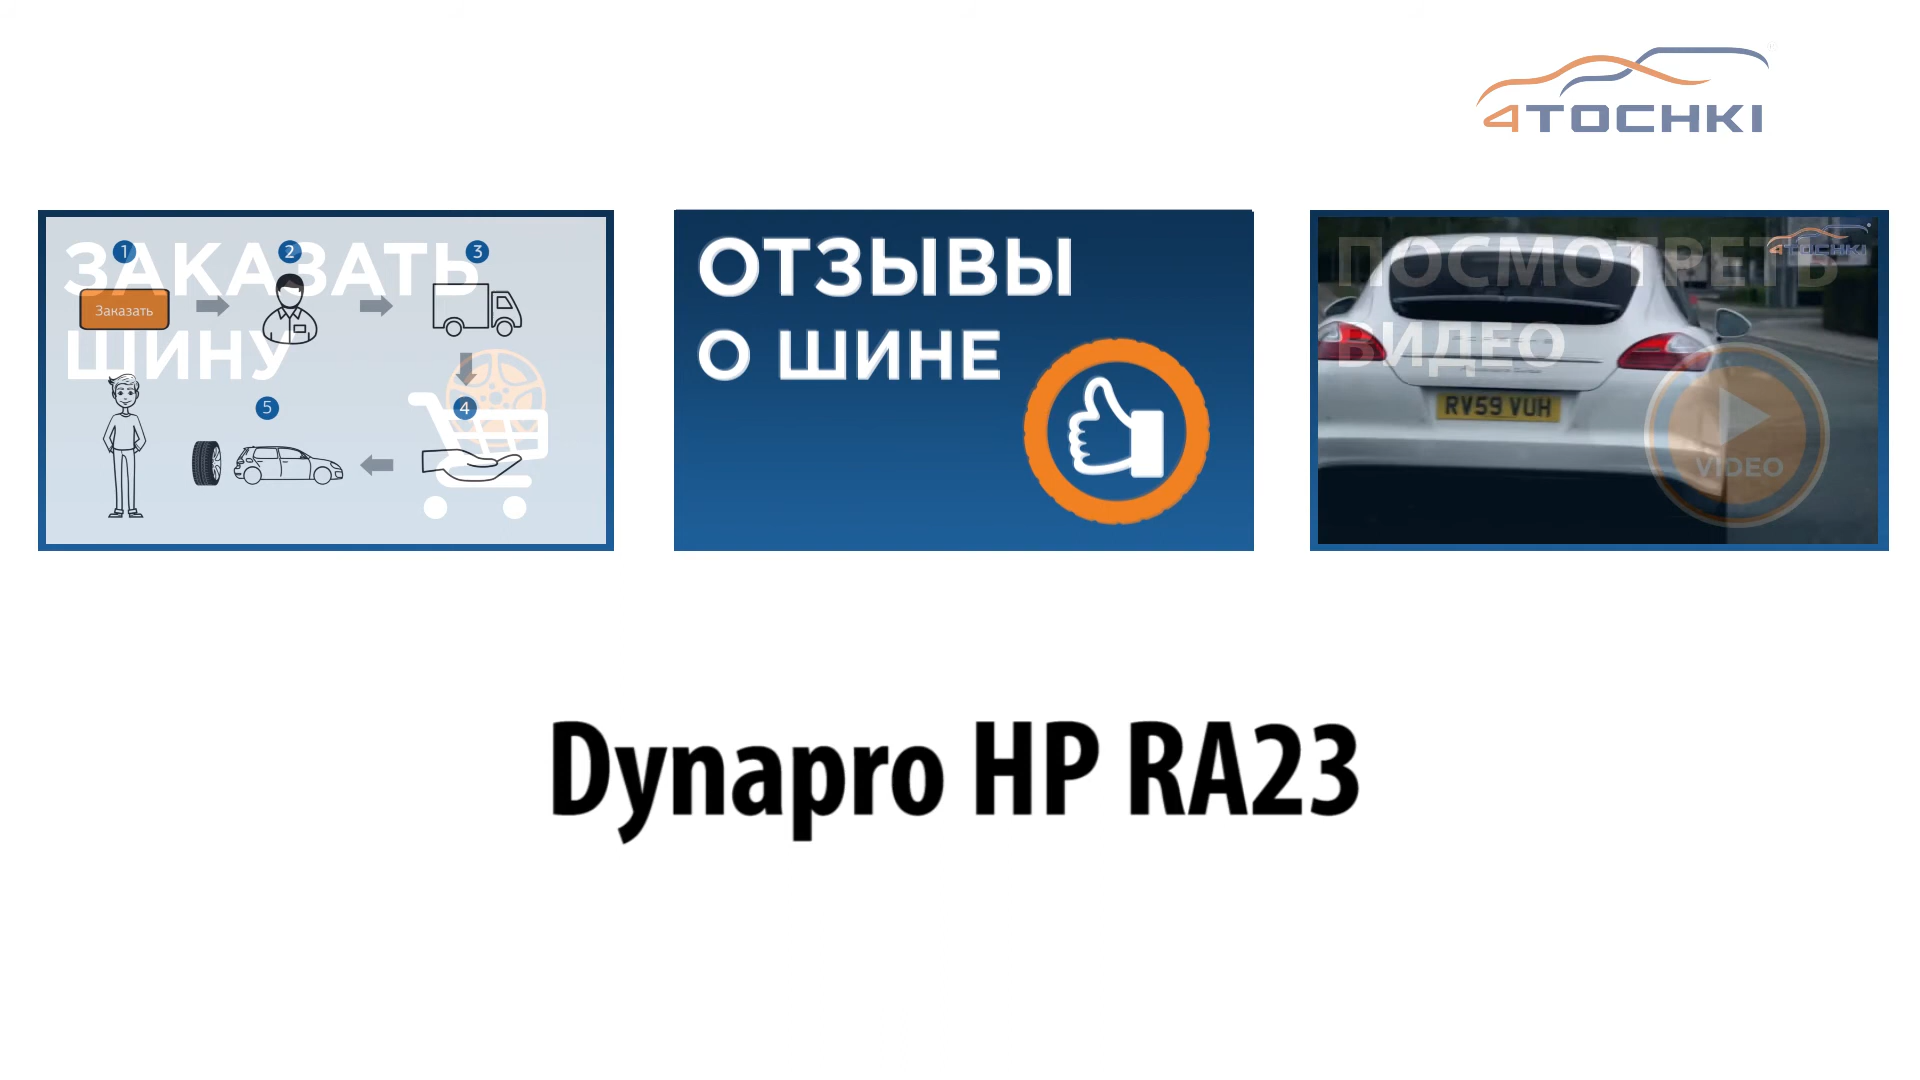 4TOCHKI
ЗАКАЗАТЬ
ШИНУ
1
2
3
Заказать
5
4
ОТЗЫВЫ
О ШИНЕ
ПОСМОТРЕТЬ
ВИДЕО
4TOCHKI
RV59 VUH
VIDEO
Dynapro HP RA23